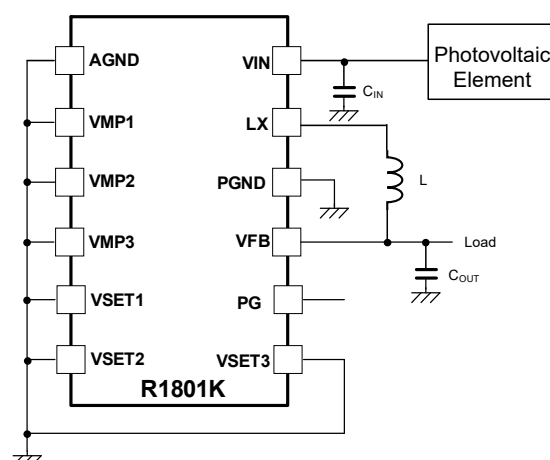 AGND
VMP1
VMP2
VMP3
VSET1
VSET2
VIN
LX
PGND
VFB
PG
VSET3
R1801K
Photovoltaic
Element
CIN
L
Load
COUT